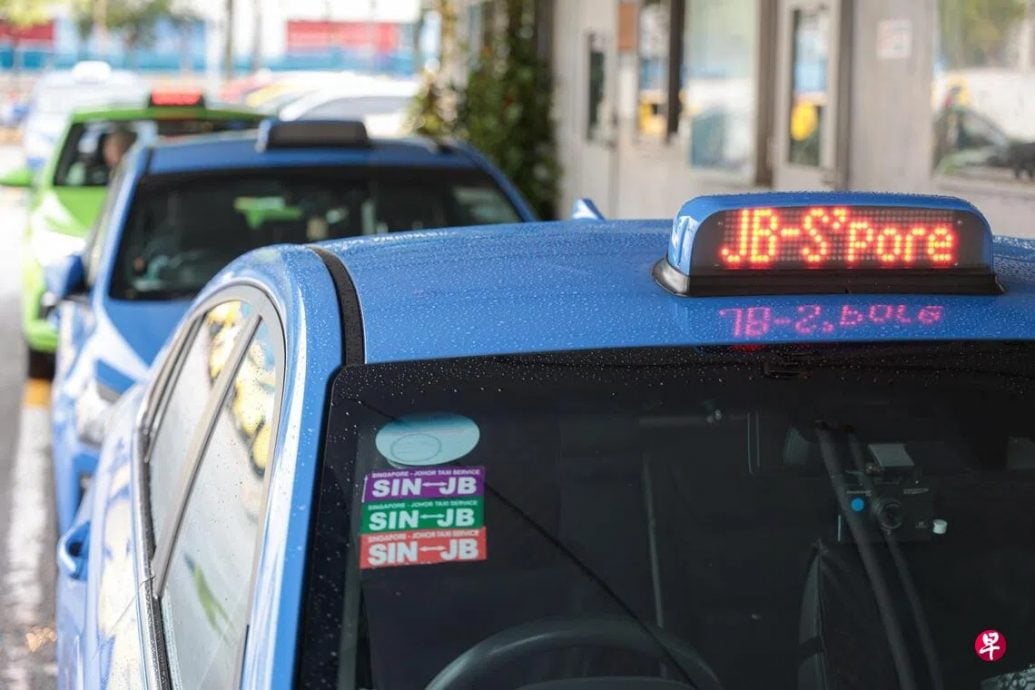 JB-S'pore
SINGAPORE - JOHOR TAXI SERVICE
SIN↔JB
SINGAPORE - JOHOR TAXI SERVICE
SIN↔JB
SINGAPORE - JOHOR TAXI SERVICE
SIN↔JB
早